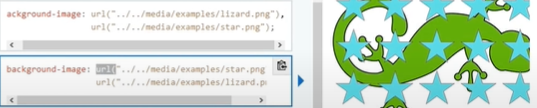 ackground-image: url("../../media/examples/lizard.png"),
url("../../media/examples/star.png");
background-image: url("../../media/examples/star.png
url("../../media/examples/lizard.p